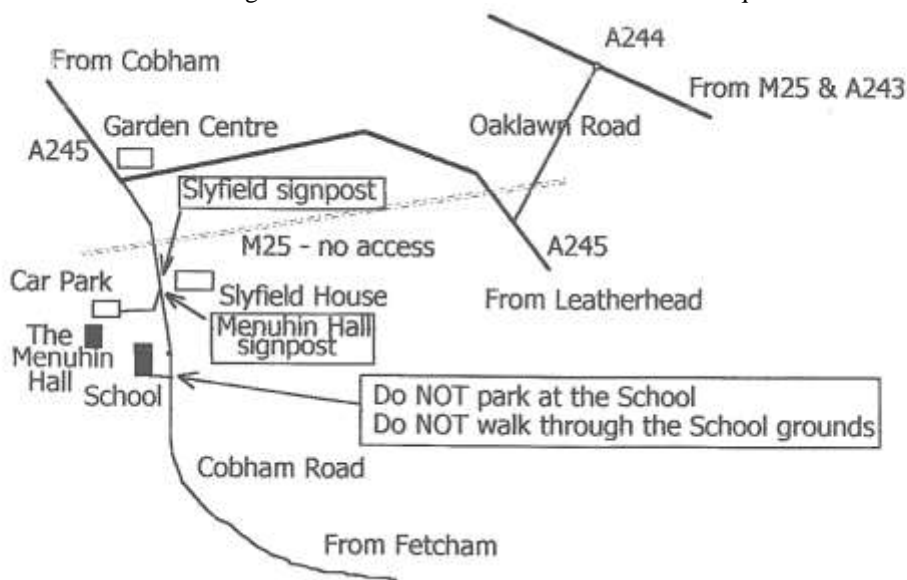 A244
From Cobham
From M25 & A243
Garden Centre
Oaklawn Road
A245
Slyfield signpost
M25 - no access
A245
Car Park
Slyfield House
From Leatherhead
Menuhin Hall
signpost
The
Menuhin
Hall
School
Do NOT park at the School
Do NOT walk through the School grounds
Cobham Road
From Fetcham